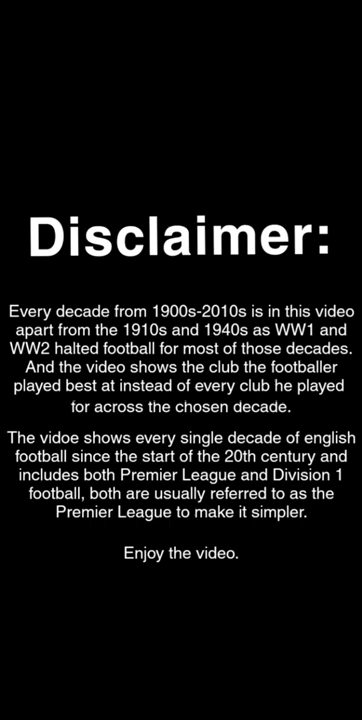 Disclaimer:
Every decade from 1900s-2010s is in this video
apart from the 1910s and 1940s as WW1 and
WW2 halted football for most of those decades.
And the video shows the club the footballer
played best at instead of every club he played
for across the chosen decade.
The vidoe shows every single decade of english
football since the start of the 20th century and
includes both Premier League and Division 1
football, both are usually referred to as the
Premier League to make it simpler.
Enjoy the video.